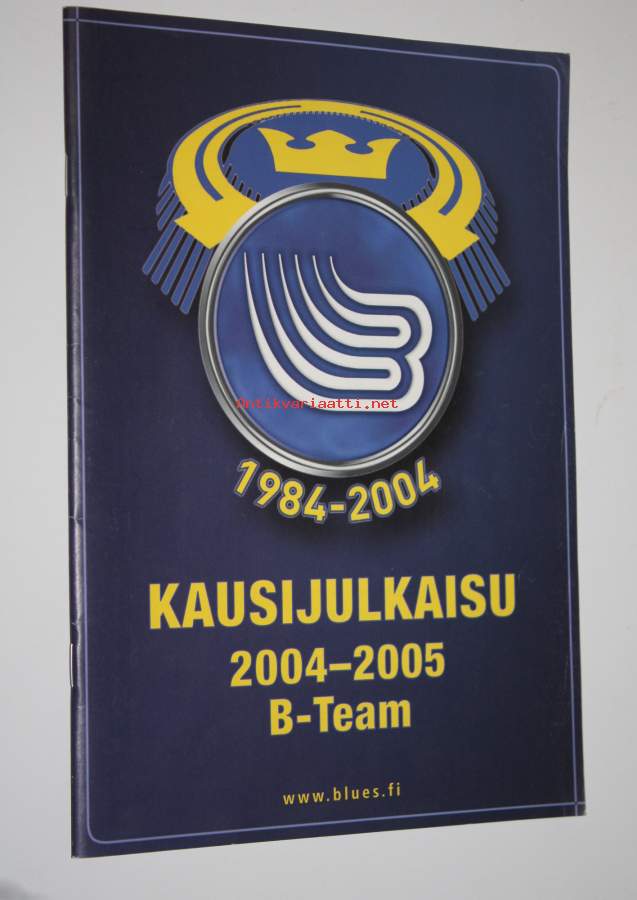 Antikvariaatti.net
1984-2004
KAUSIJULKAISU
2004–2005
B-Team
www.blues.fi